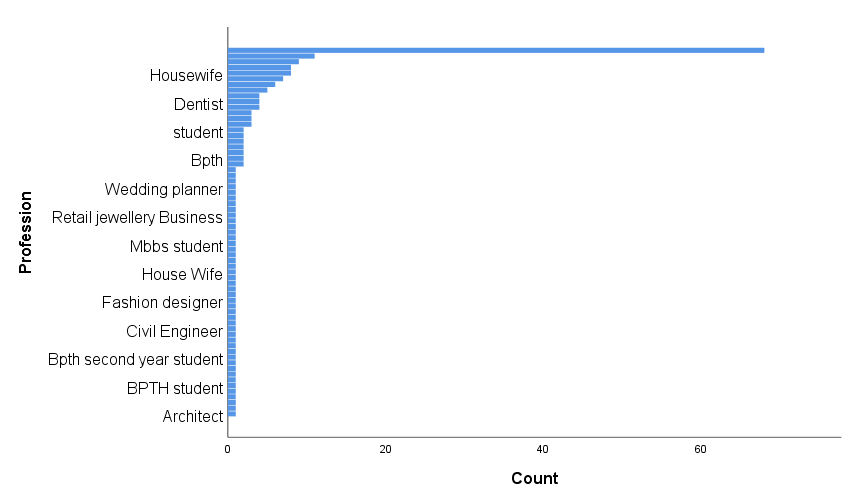 Profession
Housewife
Dentist
student
Bpth
Wedding planner
Retail jewellery Business
Mbbs student
House Wife
Fashion designer
Civil Engineer
Bpth second year student
BPTH student
Architect
0 20 40 60
Count